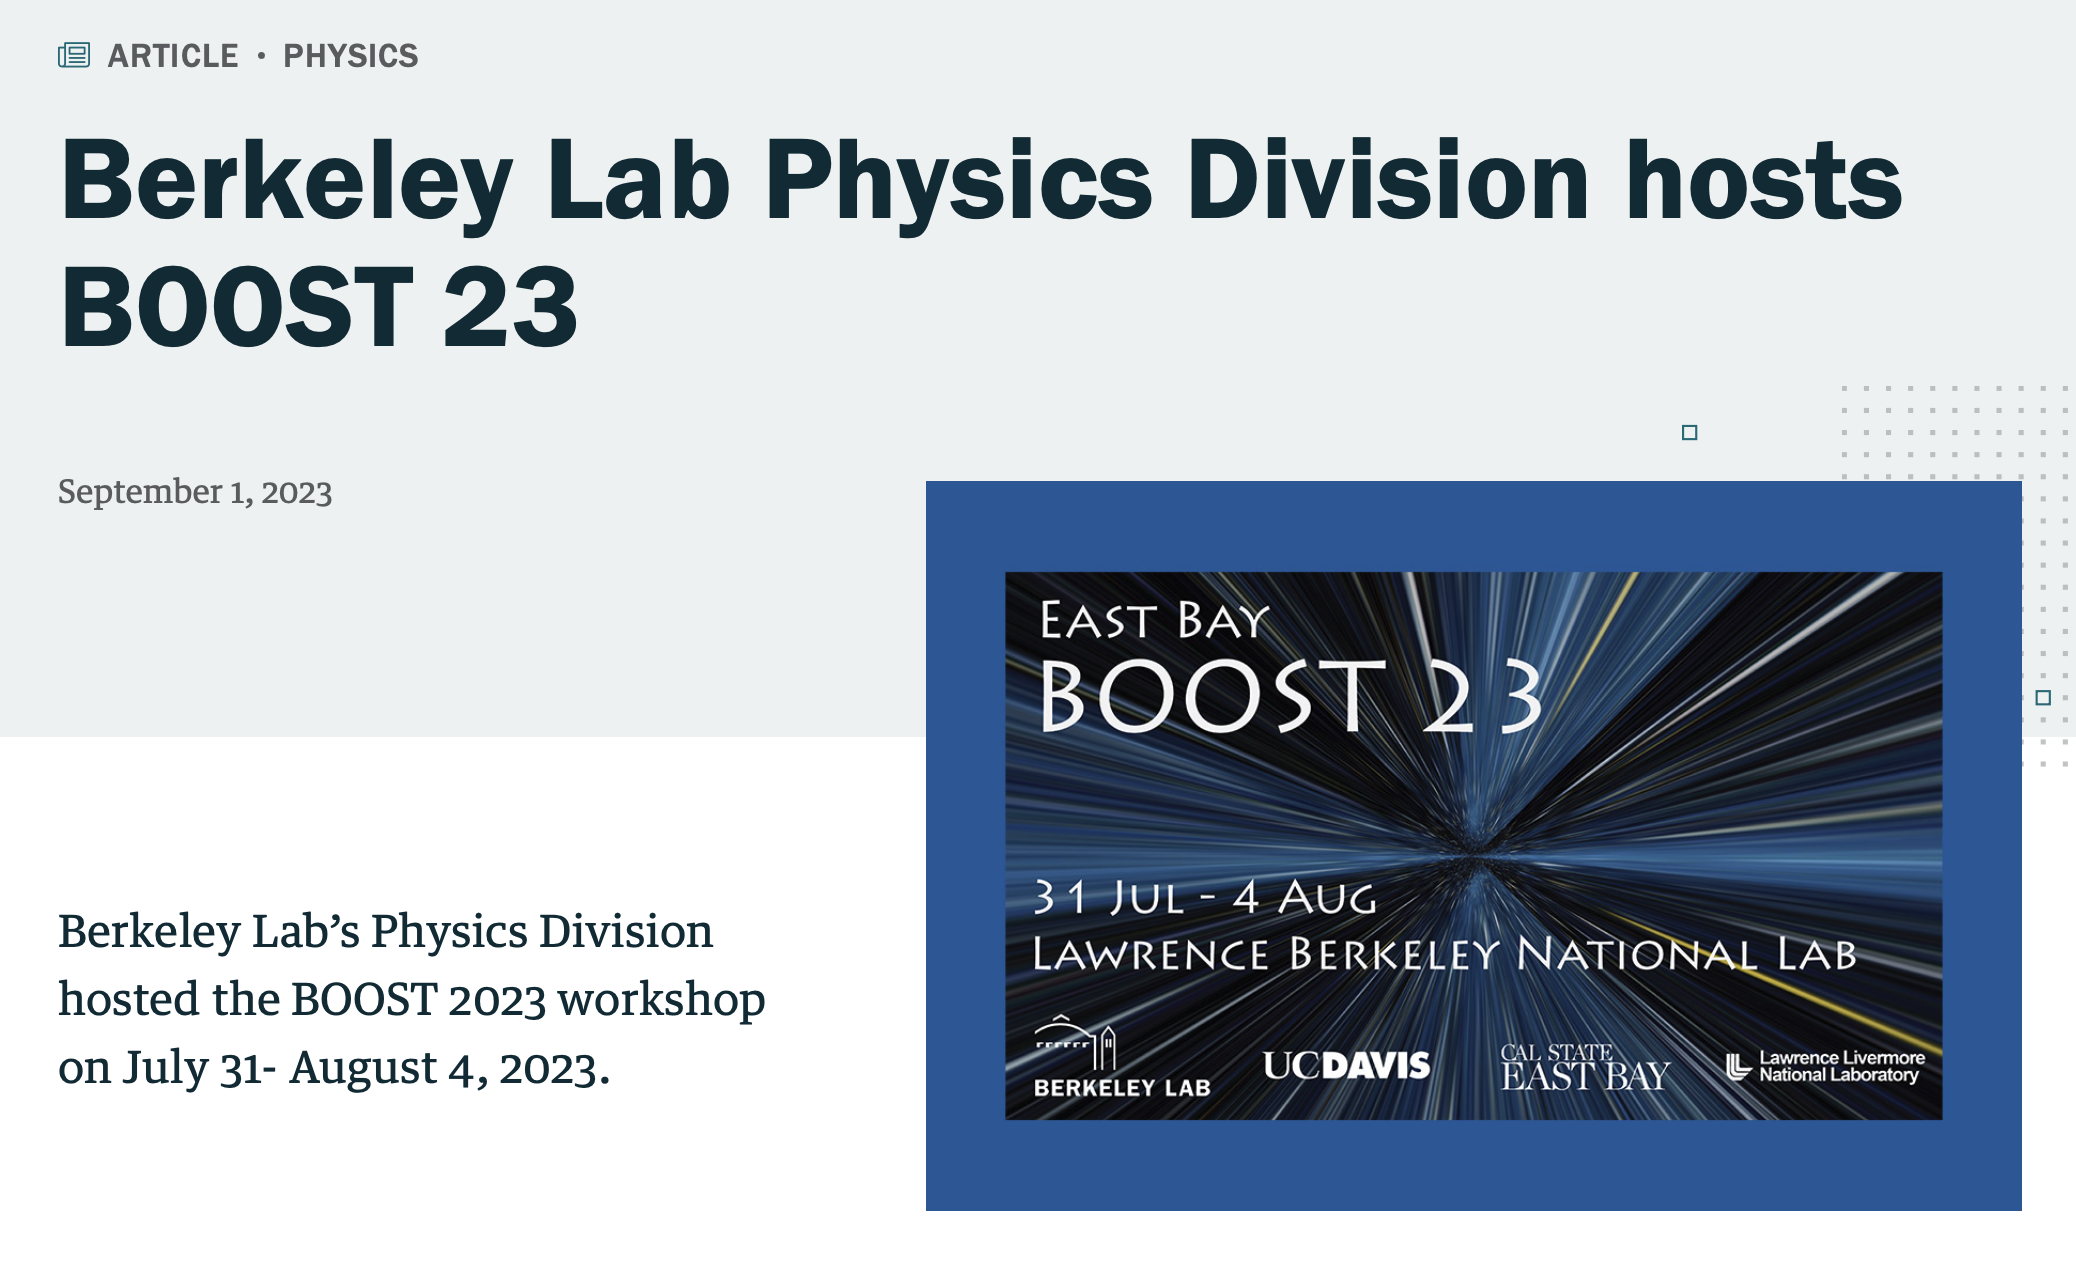 ARTICLE • PHYSICS
Berkeley Lab Physics Division hosts
BOOST 23
September 1, 2023
Berkeley Lab’s Physics Division
hosted the BOOST 2023 workshop
on July 31- August 4, 2023.
EAST BAY
BOOST 23
31 JUL - 4 AUG
LAWRENCE BERKELEY NATIONAL LAB
BERKELEY LAB
UCDAVIS
CAL STATE
EAST BAY
Lawrence Livermore
National Laboratory